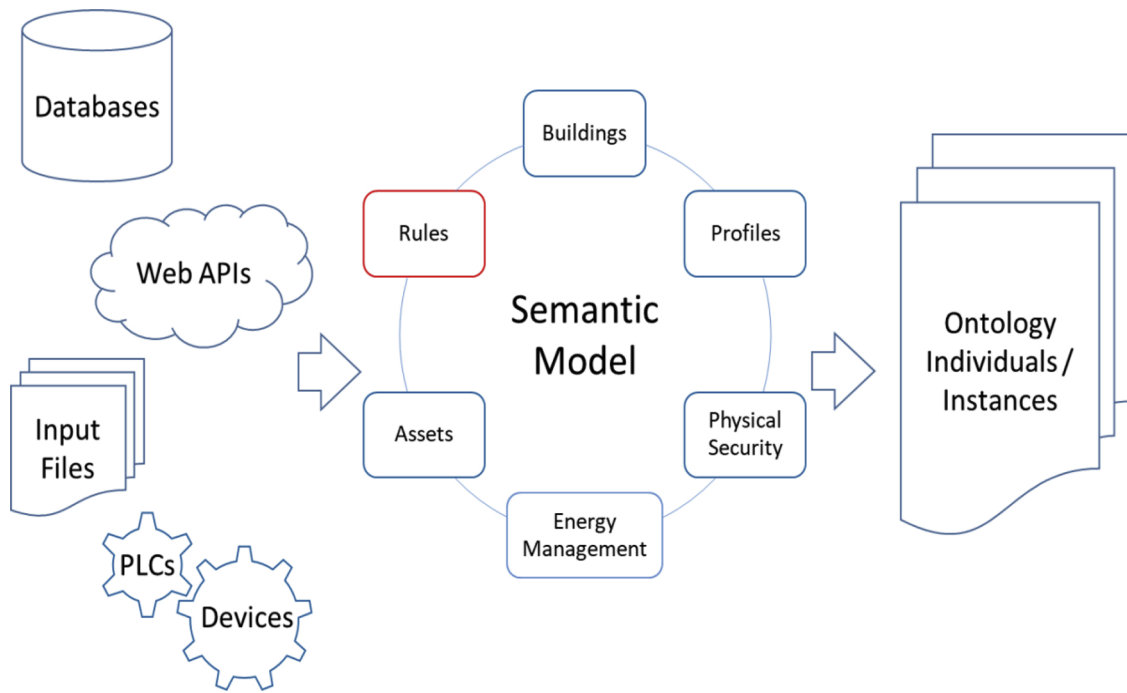 Databases
Web APIs
Input
Files
PLCs
Devices
Buildings
Rules
Profiles
Semantic
Model
Assets
Physical
Security
Energy
Management
Ontology
Individuals /
Instances